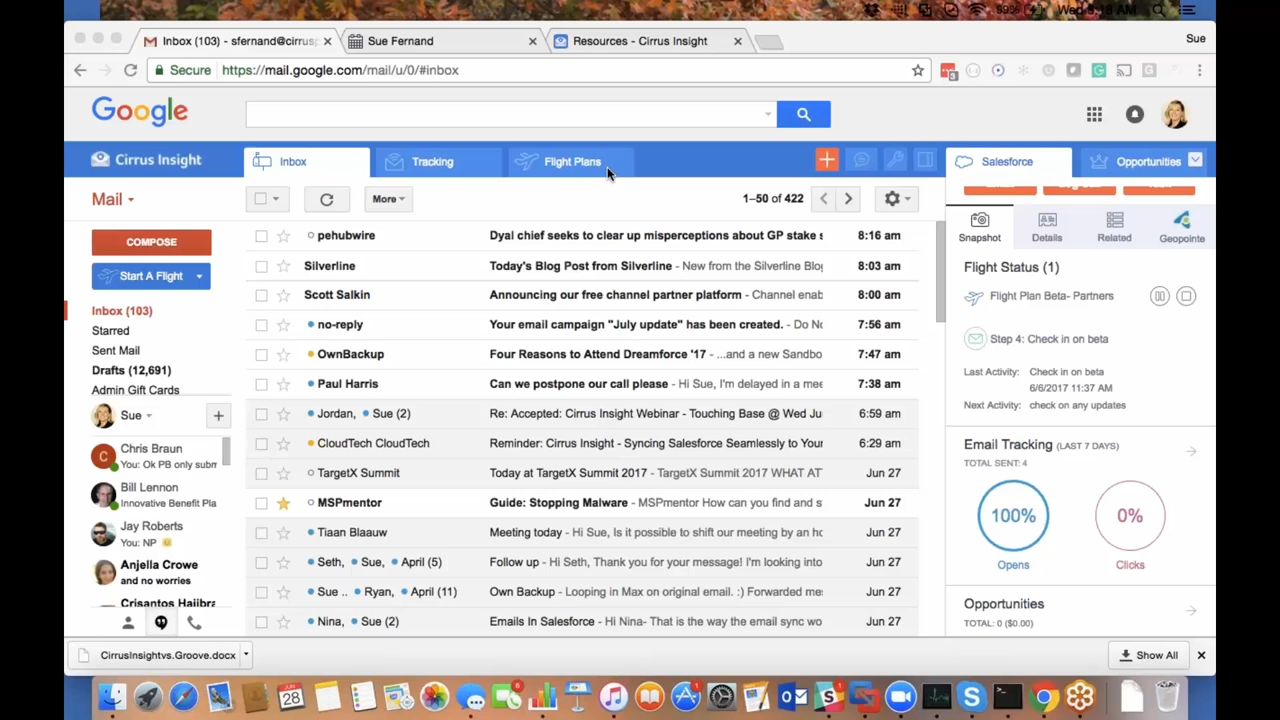 Wed 9:18 AM
Inbox (103) - sfernand@cirrusp
Sue Fernand
Resources - Cirrus Insight
Sue
Secure
https://mail.google.com/mail/u/0/#inbox
Google
Cirrus Insight
Inbox
Tracking
Flight Plans
Salesforce
Opportunities
Mail
More
1–50 of 422
COMPOSE
Start A Flight
Inbox (103)
Starred
Sent Mail
Drafts (12,691)
Admin Gift Cards
Sue
Chris Braun
You: Ok PB only subm
Bill Lennon
Innovative Benefit Pla
Jay Roberts
You: NP
Anjella Crowe
and no worries
pehubwire Dyal chief seeks to clear up misperceptions about GP stake s 8:16 am
Silverline Today's Blog Post from Silverline - New from the Silverline Blog 8:03 am
Scott Salkin Announcing our free channel partner platform - Channel enab 8:00 am
no-reply Your email campaign "July update" has been created. - Do No 7:56 am
OwnBackup Four Reasons to Attend Dreamforce '17 - ...and a new Sandbo 7:47 am
Paul Harris Can we postpone our call please - Hi Sue, I'm delayed in a mee 7:38 am
Jordan, Sue (2) Re: Accepted: Cirrus Insight Webinar - Touching Base @ Wed Ju 6:59 am
CloudTech CloudTech Reminder: Cirrus Insight - Syncing Salesforce Seamlessly to Your 6:29 am
TargetX Summit Today at TargetX Summit 2017 - TargetX Summit 2017 WHAT AT Jun 27
MSPmentor Guide: Stopping Malware - MSPmentor How can you find and s Jun 27
Tiaan Blaauw Meeting today - Hi Sue, Is it possible to shift our meeting by an ho Jun 27
Seth, Sue, April (5) Follow up - Hi Seth, Thank you for your message! I'm looking into Jun 27
Sue .. Ryan, April (11) Own Backup - Looping in Max on original email. :) Forwarded me Jun 27
Nina, Sue (2) Emails In Salesforce - Hi Nina- That is the way the email sync wo Jun 27
Snapshot
Details
Related
Geopointe
Flight Status (1)
Flight Plan Beta- Partners
Step 4: Check in on beta
Last Activity: Check in on beta
6/6/2017 11:37 AM
Next Activity: check on any updates
Email Tracking (LAST 7 DAYS)
TOTAL SENT: 4
100%
0%
Opens
Clicks
Opportunities
TOTAL: 0 ($0.00)
CirrusInsightvs.Groove.docx
Show All
JUN
28